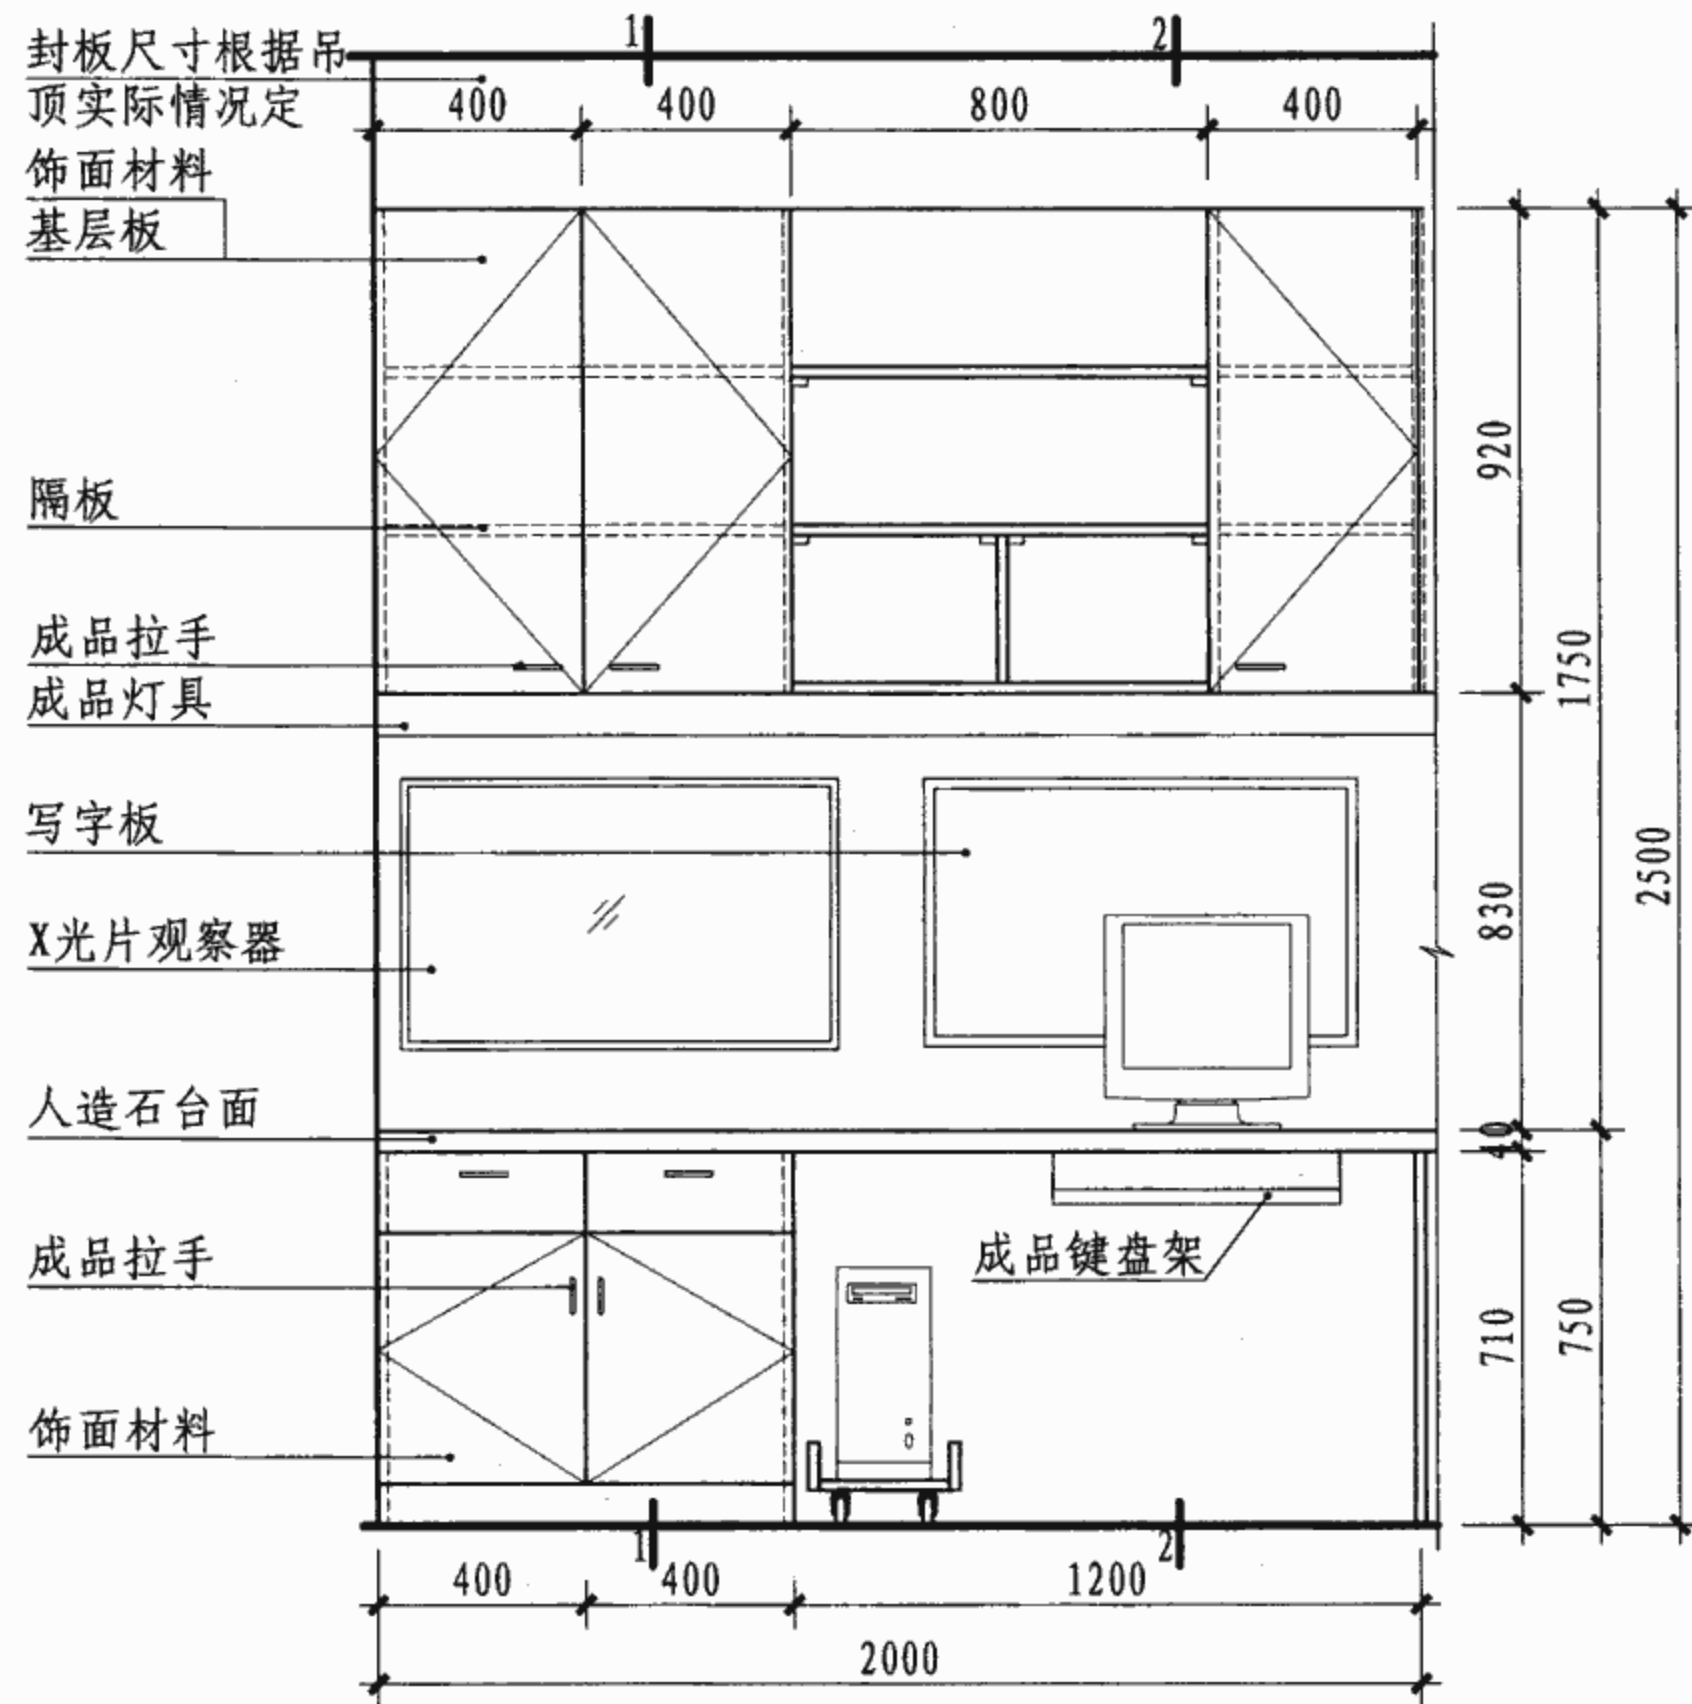 1
2
封板尺寸根据吊
顶实际情况定
400
400
800
400
饰面材料
基层板
920
隔板
成品拉手
成品灯具
1750
写字板
830
2500
X光片观察器
人造石台面
40
成品拉手
成品键盘架
710
750
饰面材料
1
2
400
400
1200
2000